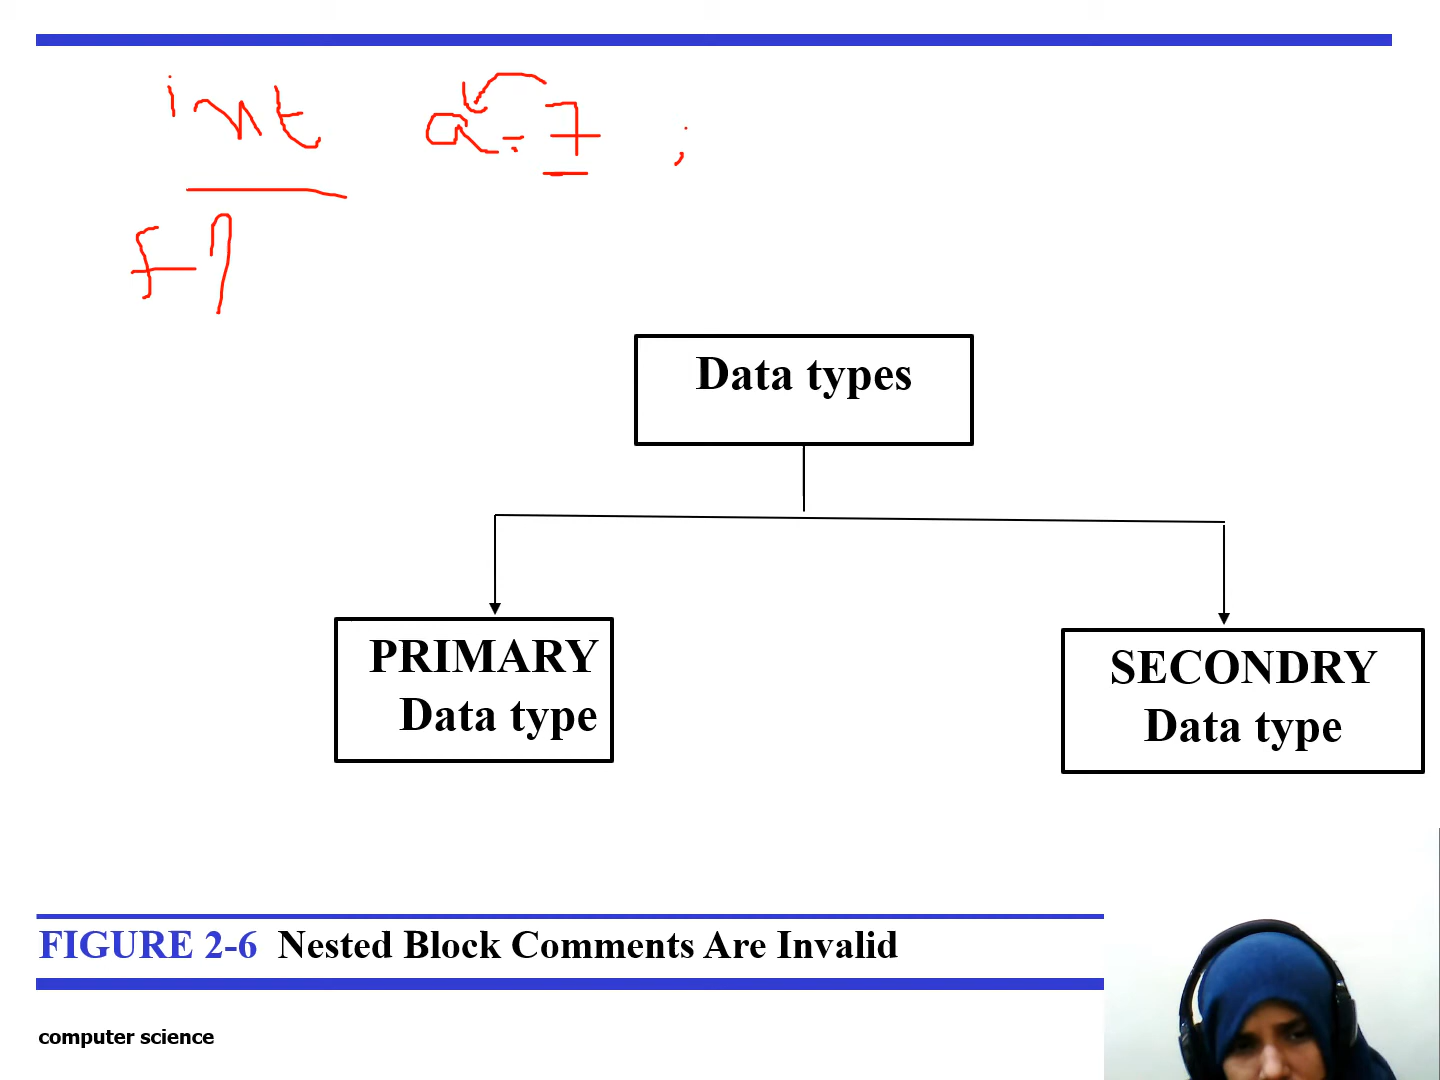 int a = 7 ;
Data types
PRIMARY
Data type
SECONDRY
Data type
FIGURE 2-6 Nested Block Comments Are Invalid
computer science